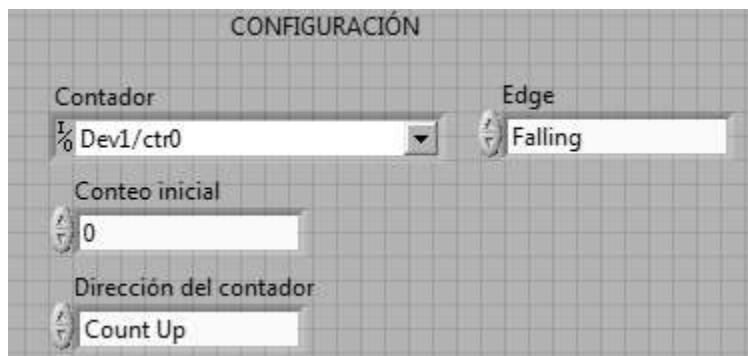 CONFIGURACIÓN
Contador
Edge
I/O Dev1/ctr0
Falling
Conteo inicial
0
Dirección del contador
Count Up